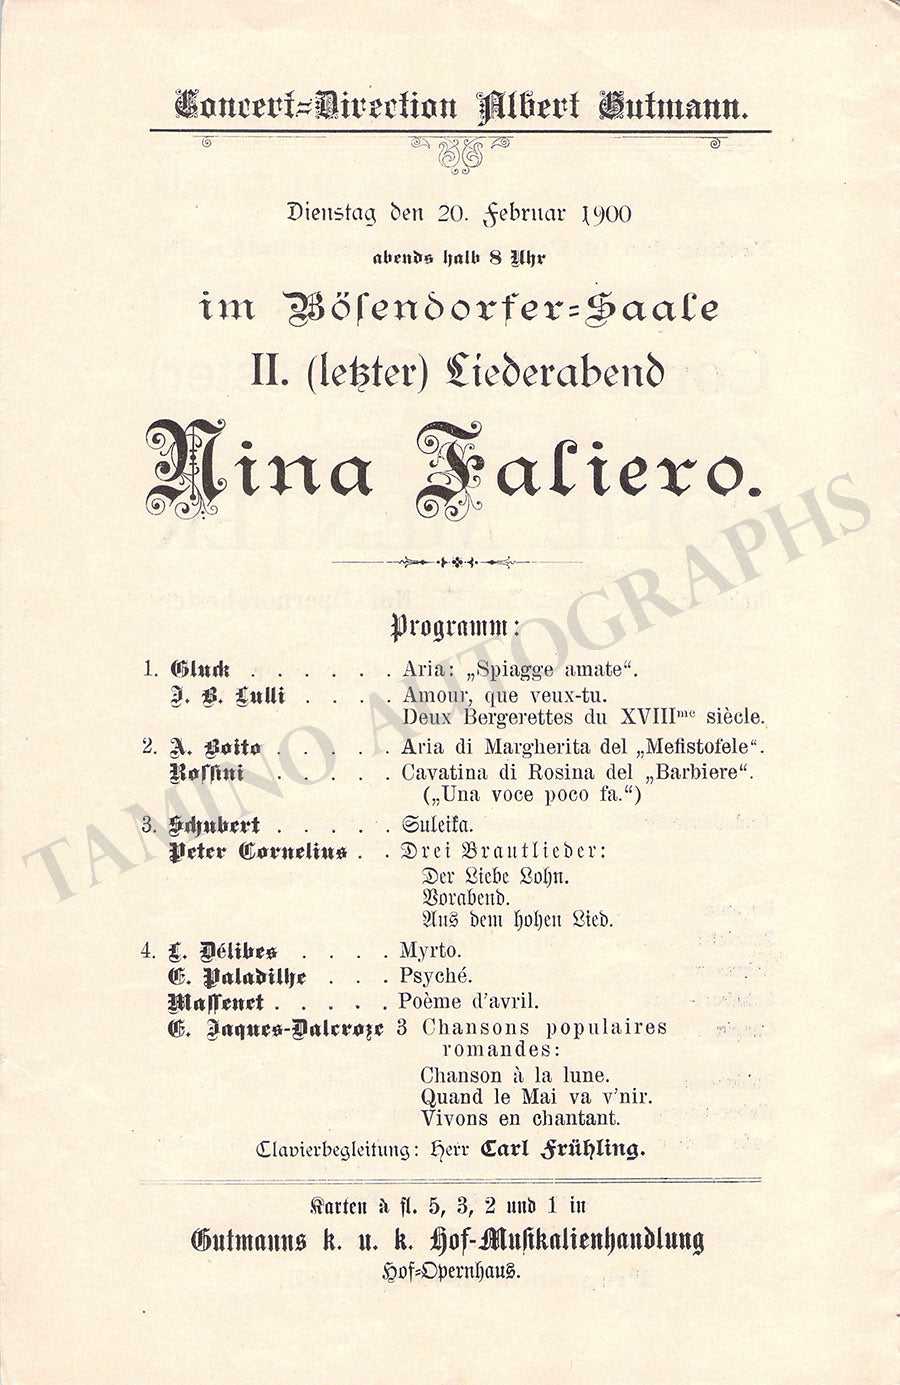 Concert-Direction Albert Gutmann.
Dienstag den 20. Februar 1900
abends halb 8 Uhr
im Bösendorfer-Saale
II. (letzter) Liederabend
Nina Faliero.
Programm:
1. Gluck . . . . . . Aria: „Spiagge amate“.
J. B. Lulli . . . . Amour, que veux-tu.
Deux Bergerettes du XVIIIme siècle.
2. A. Boito . . . . . Aria di Margherita del „Mefistofele“.
Rossini . . . . . Cavatina di Rosina del „Barbiere“.
(„Una voce poco fa.“)
3. Schubert . . . . . Suleika.
Peter Cornelius . . Drei Brautlieder:
Der Liebe Lohn.
Vorabend.
Aus dem hohen Lied.
4. L. Délibes . . . . Myrto.
E. Paladilhe . . . Psyché.
Massenet . . . . . Poème d’avril.
E. Jaques-Dalcroze 3 Chansons populaires
romandes:
Chanson à la lune.
Quand le Mai va v’nir.
Vivons en chantant.
Clavierbegleitung: Herr Carl Frühling.
Karten à fl. 5, 3, 2 und 1 in
Gutmanns k. u. k. Hof-Musikalienhandlung
Hof-Opernhaus.
TAMINO AUTOGRAPHS